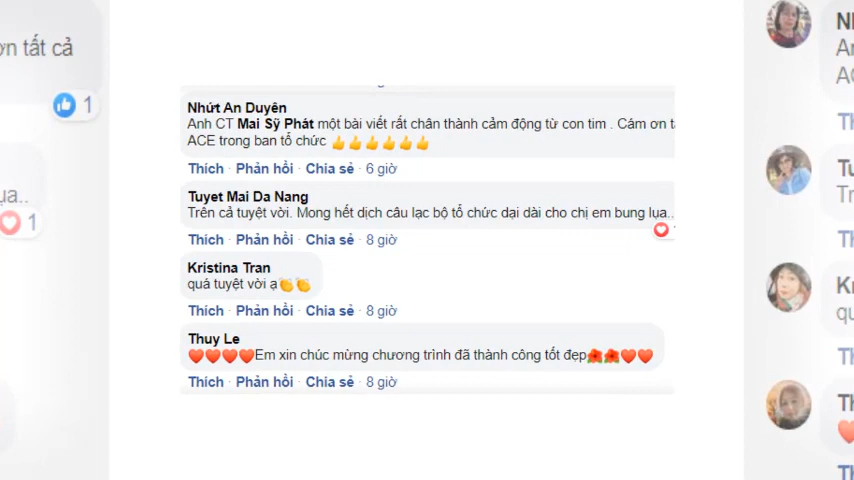 ơn tất cả
1
ụa..
1
Nhứt An Duyên
Anh CT Mai Sỹ Phát một bài viết rất chân thành cảm động từ con tim . Cám ơn
ACE trong ban tổ chức 👍👍👍👍👍👍
Thích · Phản hồi · Chia sẻ · 6 giờ
Tuyet Mai Da Nang
Trên cả tuyệt vời. Mong hết dịch câu lạc bộ tổ chức dại dài cho chị em bung lụa..
Thích · Phản hồi · Chia sẻ · 8 giờ
Kristina Tran
quá tuyệt vời ạ👏👏
Thích · Phản hồi · Chia sẻ · 8 giờ
Thuy Le
❤️❤️❤️❤️Em xin chúc mừng chương trình đã thành công tốt đẹp🌺🌺❤️❤️
Thích · Phản hồi · Chia sẻ · 8 giờ